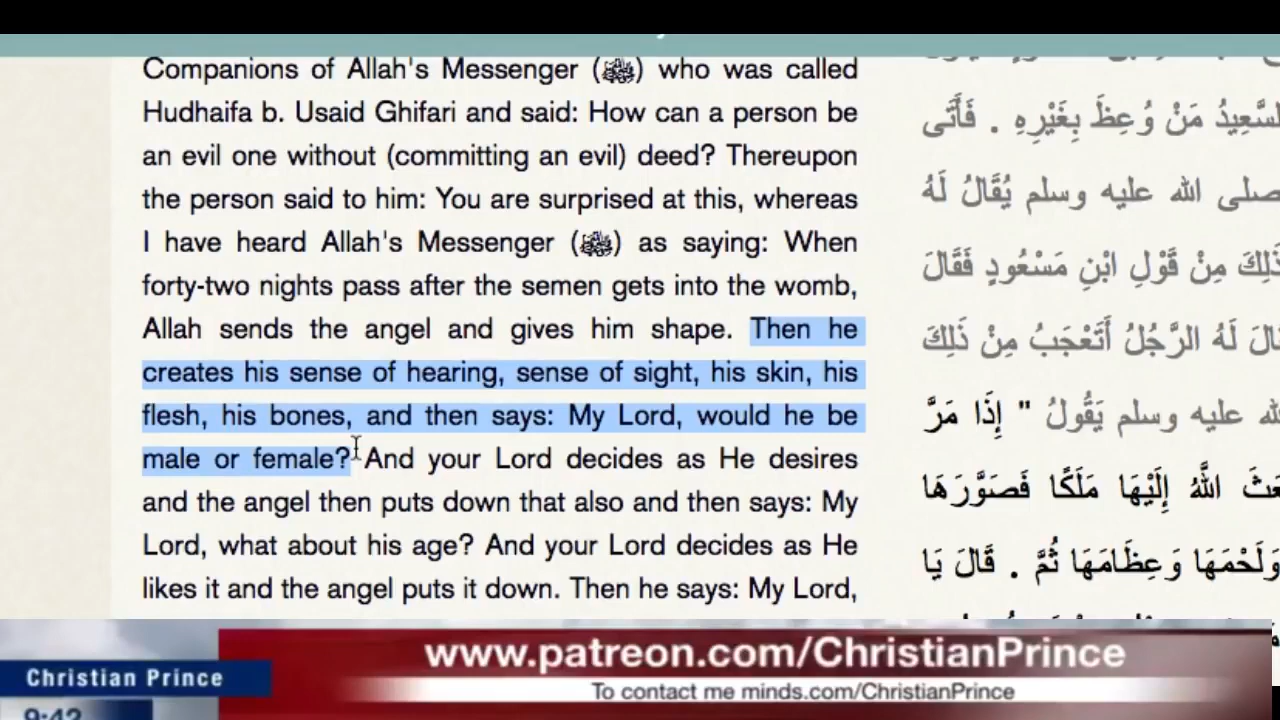 Companions of Allah's Messenger (ﷺ) who was called
Hudhaifa b. Usaid Ghifari and said: How can a person be
an evil one without (committing an evil) deed? Thereupon
the person said to him: You are surprised at this, whereas
I have heard Allah's Messenger (ﷺ) as saying: When
forty-two nights pass after the semen gets into the womb,
Allah sends the angel and gives him shape. Then he
creates his sense of hearing, sense of sight, his skin, his
flesh, his bones, and then says: My Lord, would he be
male or female? And your Lord decides as He desires
and the angel then puts down that also and then says: My
Lord, what about his age? And your Lord decides as He
likes it and the angel puts it down. Then he says: My Lord,
مَنْ وُعِظَ بِغَيْرِهِ . فَأَتَى
صلى الله عليه وسلم يُقَالُ لَهُ
مِنْ قَوْلِ ابْنِ مَسْعُودٍ فَقَالَ
لَهُ الرَّجُلُ أَتَعْجَبُ مِنْ ذَلِكَ
عليه وسلم يَقُولُ " إِذَا مَرَّ
اللَّهُ إِلَيْهَا مَلَكًا فَصَوَّرَهَا
وَلَحْمَهَا وَعِظَامَهَا ثُمَّ . قَالَ يَا
www.patreon.com/ChristianPrince
To contact me minds.com/ChristianPrince
Christian Prince
9:42